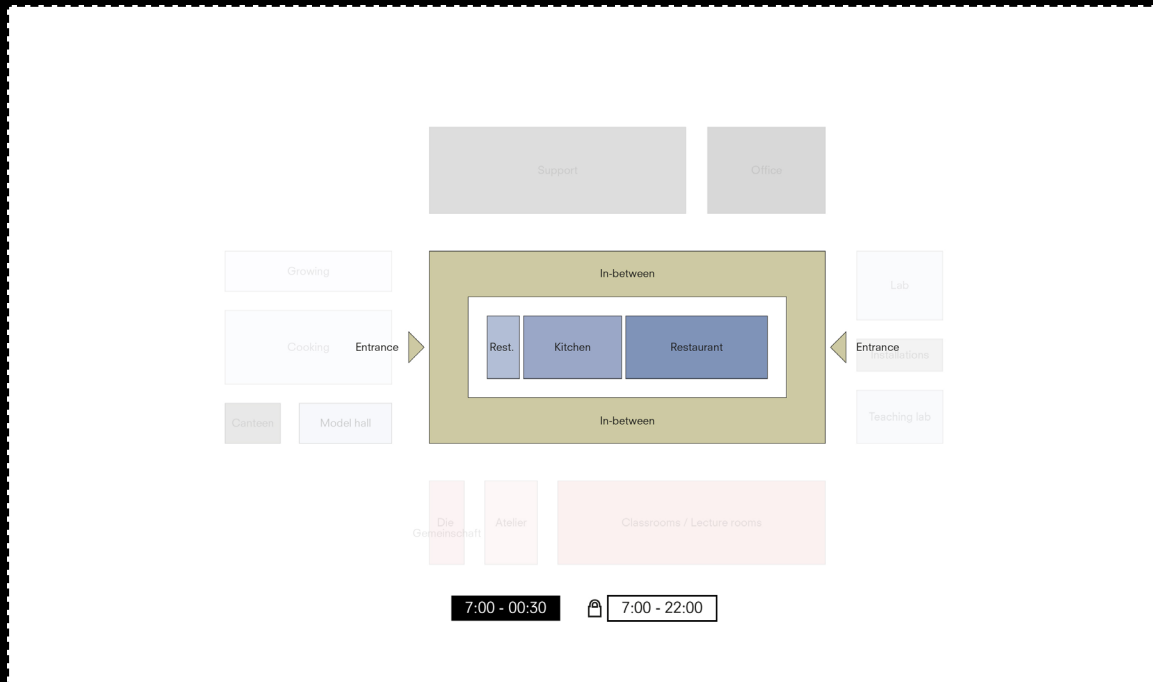 Support
Office
Growing
In-between
Lab
Cooking
Entrance
Rest.
Kitchen
Restaurant
Entrance
Installations
Canteen
Model hall
In-between
Teaching lab
Die
Gemeinschaft
Atelier
Classrooms / Lecture rooms
7:00 - 00:30
7:00 - 22:00